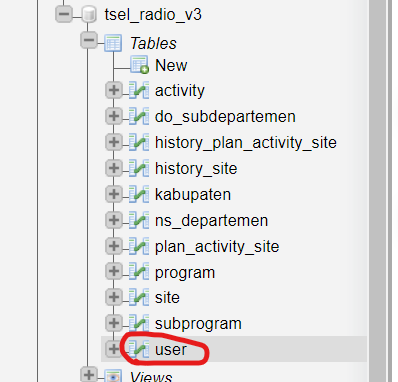 tsel_radio_v3
Tables
New
activity
do_subdepartemen
history_plan_activity_site
history_site
kabupaten
ns_departemen
plan_activity_site
program
site
subprogram
user
Views